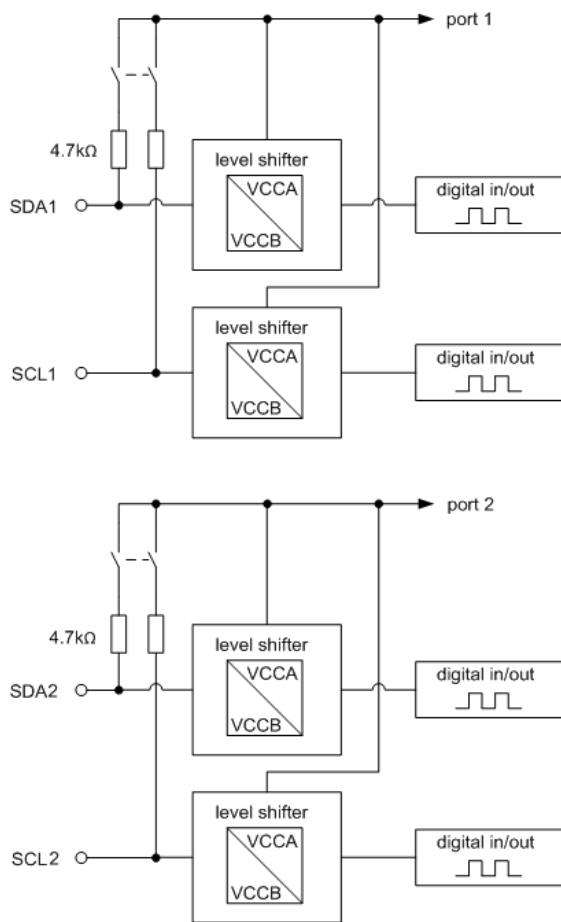 port 1
4.7kΩ
level shifter
VCCA
VCCB
SDA1
digital in/out
level shifter
VCCA
VCCB
SCL1
digital in/out
port 2
4.7kΩ
level shifter
VCCA
VCCB
SDA2
digital in/out
level shifter
VCCA
VCCB
SCL2
digital in/out